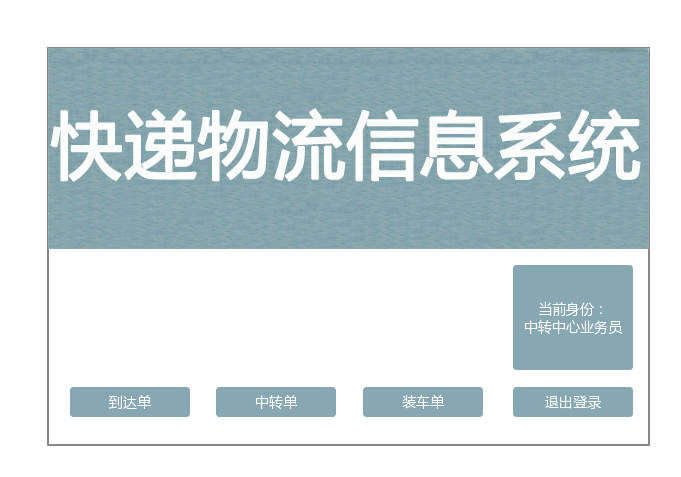 快递物流信息系统
当前身份：
中转中心业务员
到达单
中转单
装车单
退出登录